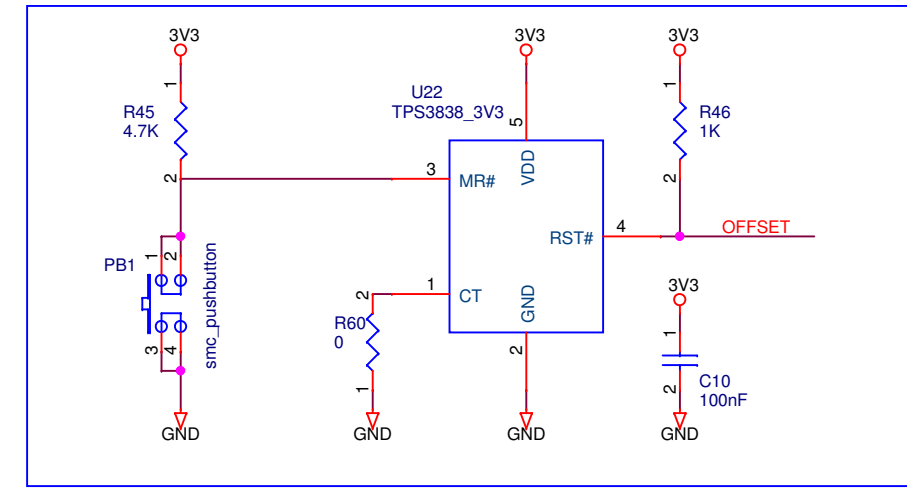 3V3
3V3
3V3
1
R45
4.7K
2
U22
TPS3838_3V3
5
1
R46
1K
2
3
MR#
VDD
RST#
4
OFFSET
PB1
1
2
smc_pushbutton
3
4
GND
2
R60
0
1
GND
1
CT
GND
2
GND
3V3
1
C10
100nF
2
GND